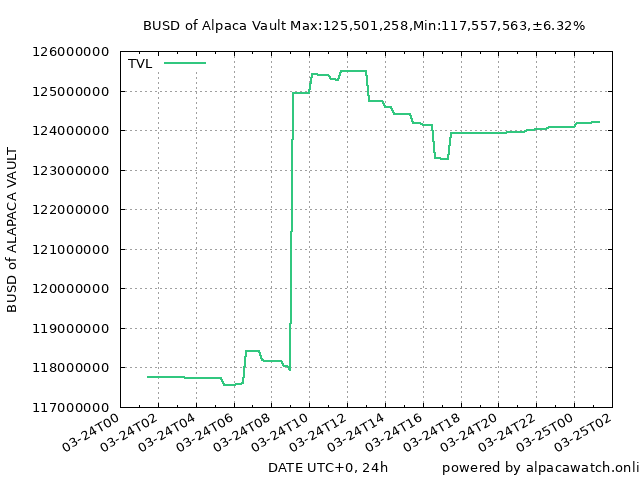 BUSD of Alpaca Vault Max:125,501,258,Min:117,557,563,±6.32%
TVL
126000000
125000000
124000000
123000000
122000000
121000000
120000000
119000000
118000000
117000000
BUSD of ALAPACA VAULT
03-24T00
03-24T02
03-24T04
03-24T06
03-24T08
03-24T10
03-24T12
03-24T14
03-24T16
03-24T18
03-24T20
03-24T22
03-25T00
03-25T02
DATE UTC+0, 24h
powered by alpacawatch.onli